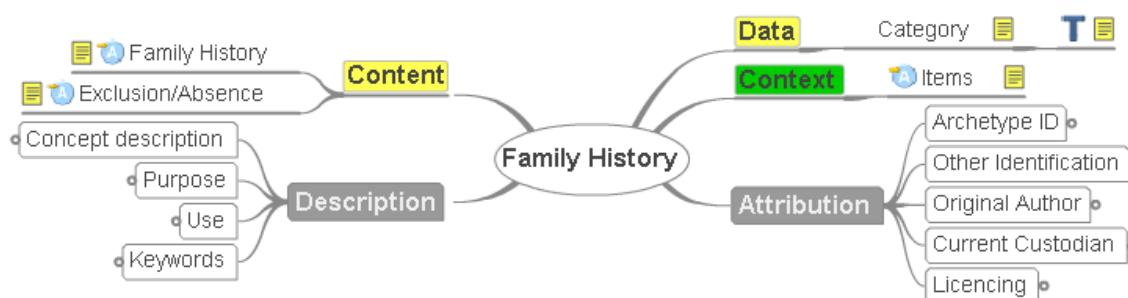 Family History
Content
Family History
Exclusion/Absence
Description
Concept description
Purpose
Use
Keywords
Data
Category
T
Context
Items
Attribution
Archetype ID
Other Identification
Original Author
Current Custodian
Licencing